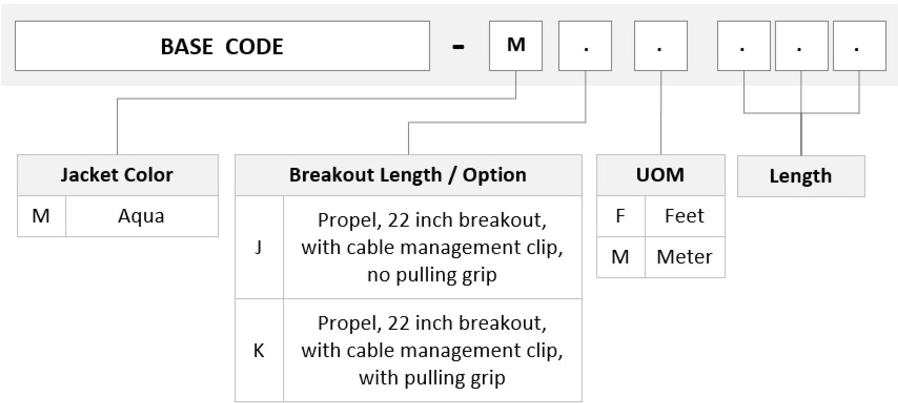 BASE CODE - M . . . . .
Jacket Color
M Aqua
Breakout Length / Option
J Propel, 22 inch breakout,
with cable management clip,
no pulling grip
K Propel, 22 inch breakout,
with cable management clip,
with pulling grip
UOM
F Feet
M Meter
Length